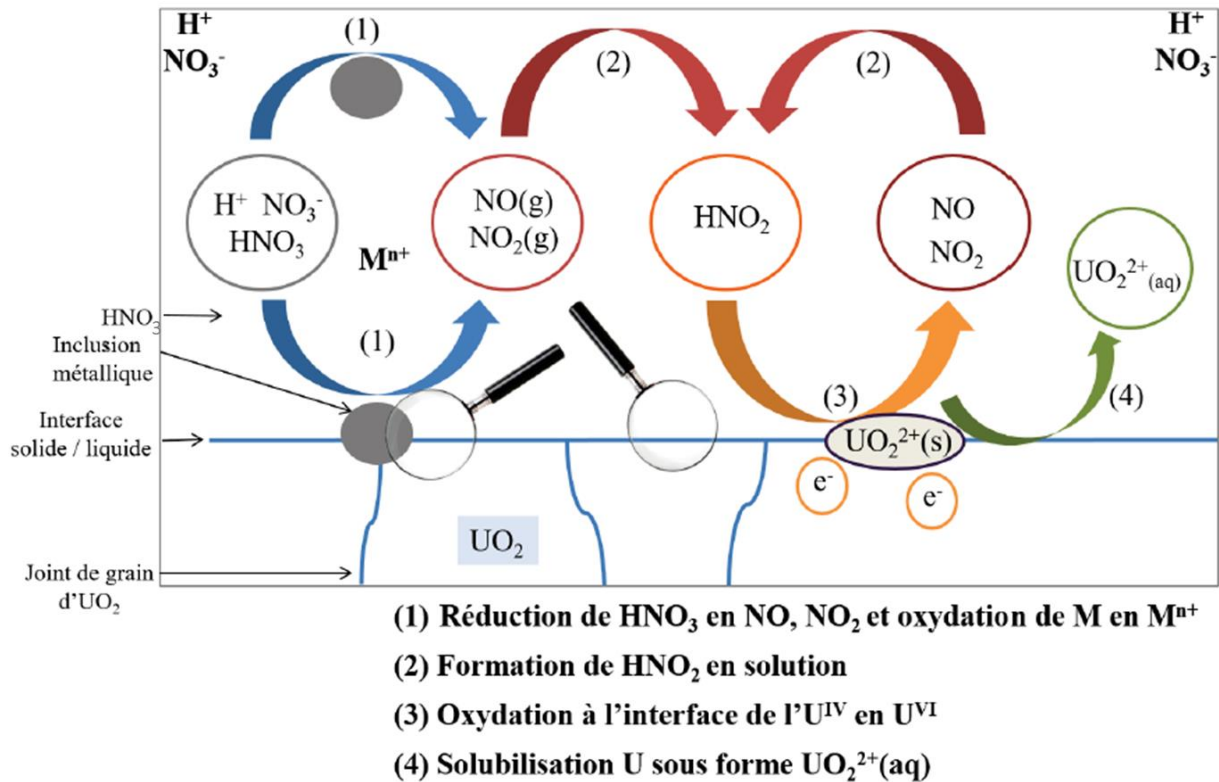 H⁺
NO₃⁻
(1)
(2)
(2)
H⁺
NO₃⁻
H⁺ NO₃⁻
HNO₃
Mⁿ⁺
NO(g)
NO₂(g)
HNO₂
NO
NO₂
UO₂²⁺(aq)
HNO₃
Inclusion
métallique
(1)
(3)
(4)
Interface
solide / liquide
UO₂²⁺(s)
e⁻
e⁻
UO₂
Joint de grain
d’UO₂
(1) Réduction de HNO₃ en NO, NO₂ et oxydation de M en Mⁿ⁺
(2) Formation de HNO₂ en solution
(3) Oxydation à l’interface de l’Uᴵⱽ en Uⱽᴵ
(4) Solubilisation U sous forme UO₂²⁺(aq)